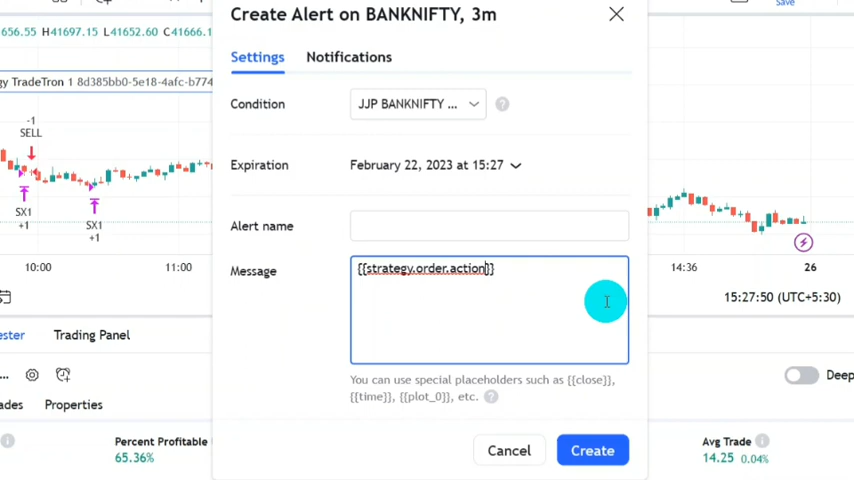 Create Alert on BANKNIFTY, 3m
Save
656.55 H41697.15 L41652.60 C41666.1
Settings
Notifications
gy TradeTron 1 8d385bb0-5e18-4afc-b774
Condition
JJP BANKNIFTY ...
-1
SELL
Expiration
February 22, 2023 at 15:27
SX1
+1
SX1
+1
Alert name
Message
{{strategy.order.action}}
10:00
11:00
14:36
26
15:27:50 (UTC+5:30)
ester
Trading Panel
You can use special placeholders such as {{close}},
{{time}}, {{plot_0}}, etc.
...
Deep
ades
Properties
Percent Profitable
65.36%
Cancel
Create
Avg Trade
14.25 0.04%